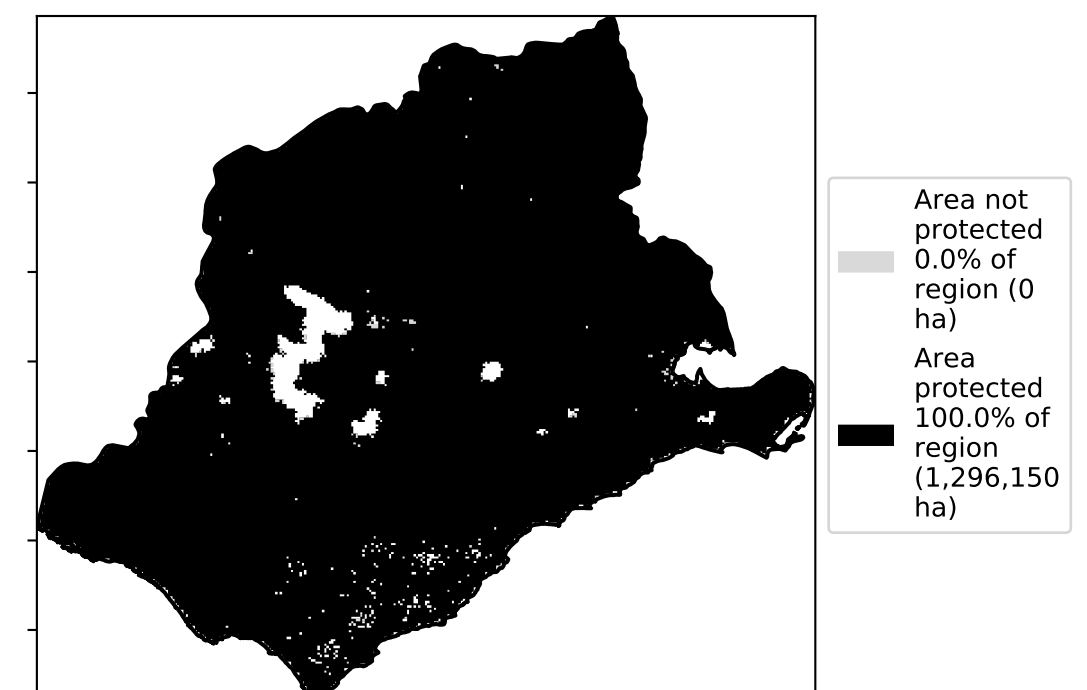 Area not
protected
0.0% of
region (0
ha)
Area
protected
100.0% of
region
(1,296,150
ha)